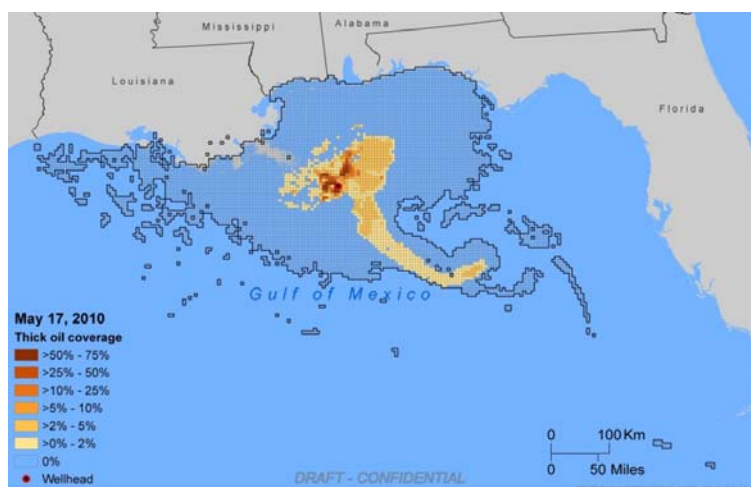 Alabama
Mississippi
Louisiana
Florida
Gulf of Mexico
May 17, 2010
Thick oil coverage
>50% - 75%
>25% - 50%
>10% - 25%
>5% - 10%
>2% - 5%
>0% - 2%
0%
Wellhead
0 100 Km
0 50 Miles
DRAFT - CONFIDENTIAL